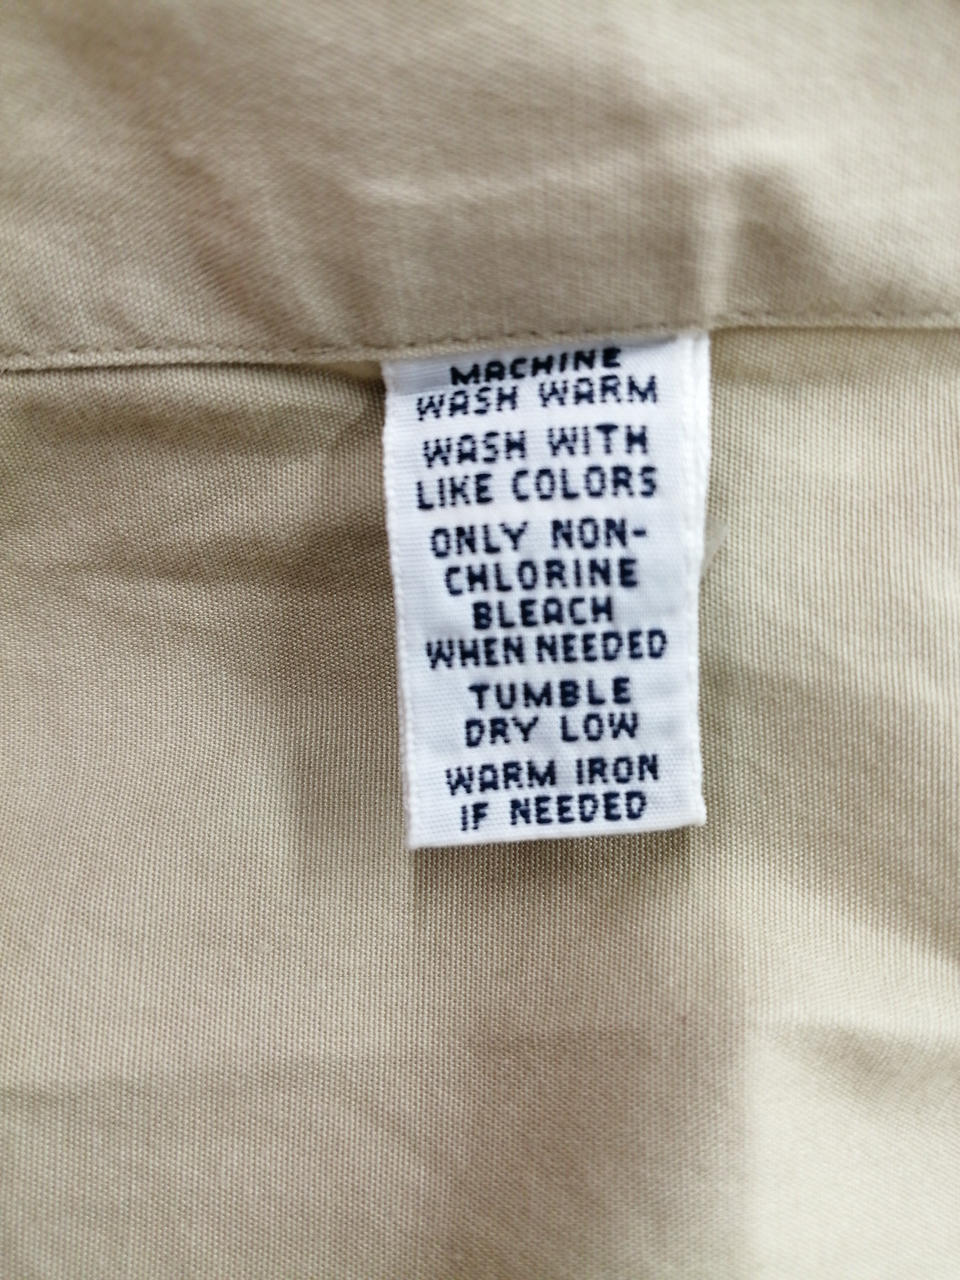 MACHINE
WASH WARM
WASH WITH
LIKE COLORS
ONLY NON-
CHLORINE
BLEACH
WHEN NEEDED
TUMBLE
DRY LOW
WARM IRON
IF NEEDED